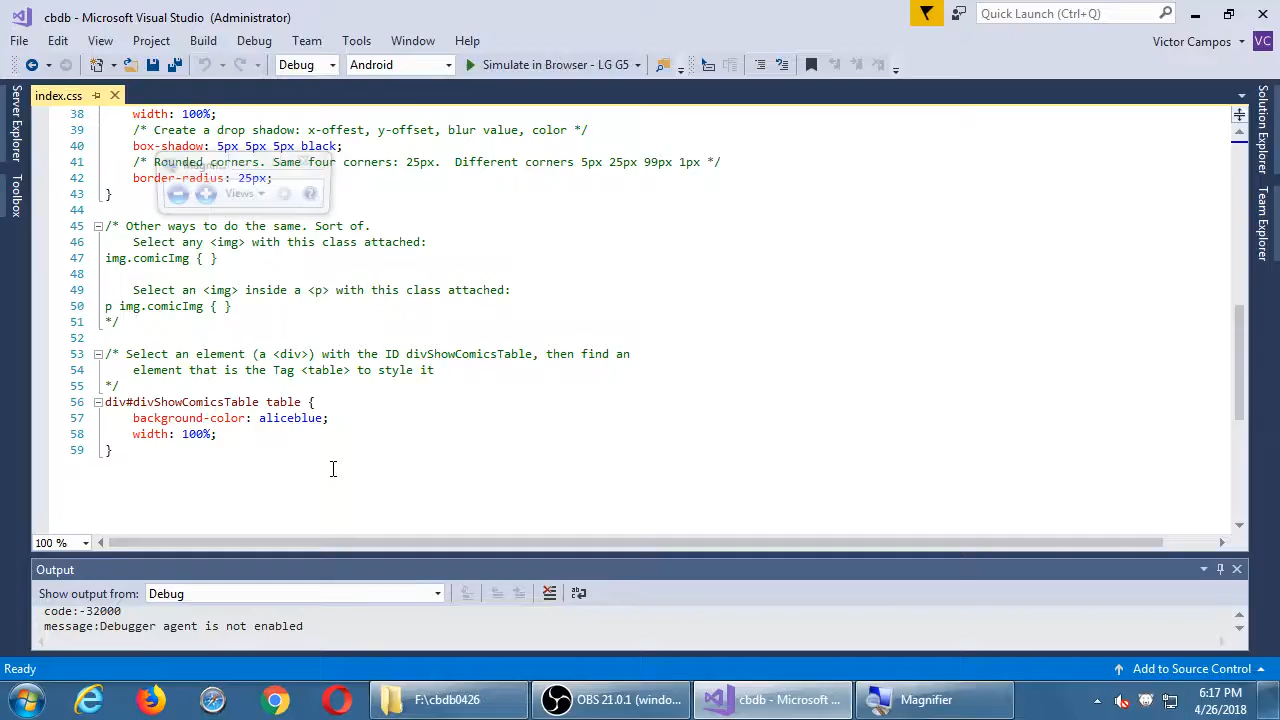 cbdb - Microsoft Visual Studio (Administrator)
Quick Launch (Ctrl+Q)
File Edit View Project Build Debug Team Tools Window Help
Victor Campos VC
Debug Android Simulate in Browser - LG G5
index.css
Server Explorer
Toolbox
Solution Explorer
Team Explorer
38 width: 100%;
39 /* Create a drop shadow: x-offest, y-offset, blur value, color */
40 box-shadow: 5px 5px 5px black;
41 /* Rounded corners. Same four corners: 25px. Different corners 5px 25px 99px 1px */
42 border-radius: 25px;
Views
43 }
44
45 /* Other ways to do the same. Sort of.
46 Select any <img> with this class attached:
47 img.comicImg { }
48
49 Select an <img> inside a <p> with this class attached:
50 p img.comicImg { }
51 */
52
53 /* Select an element (a <div>) with the ID divShowComicsTable, then find an
54 element that is the Tag <table> to style it
55 */
56 div#divShowComicsTable table {
57 background-color: aliceblue;
58 width: 100%;
59 }
100 %
Output
Show output from: Debug
code:-32000
message:Debugger agent is not enabled
Ready
Add to Source Control
F:\cbdb0426
OBS 21.0.1 (windo...
cbdb - Microsoft ...
Magnifier
6:17 PM
4/26/2018